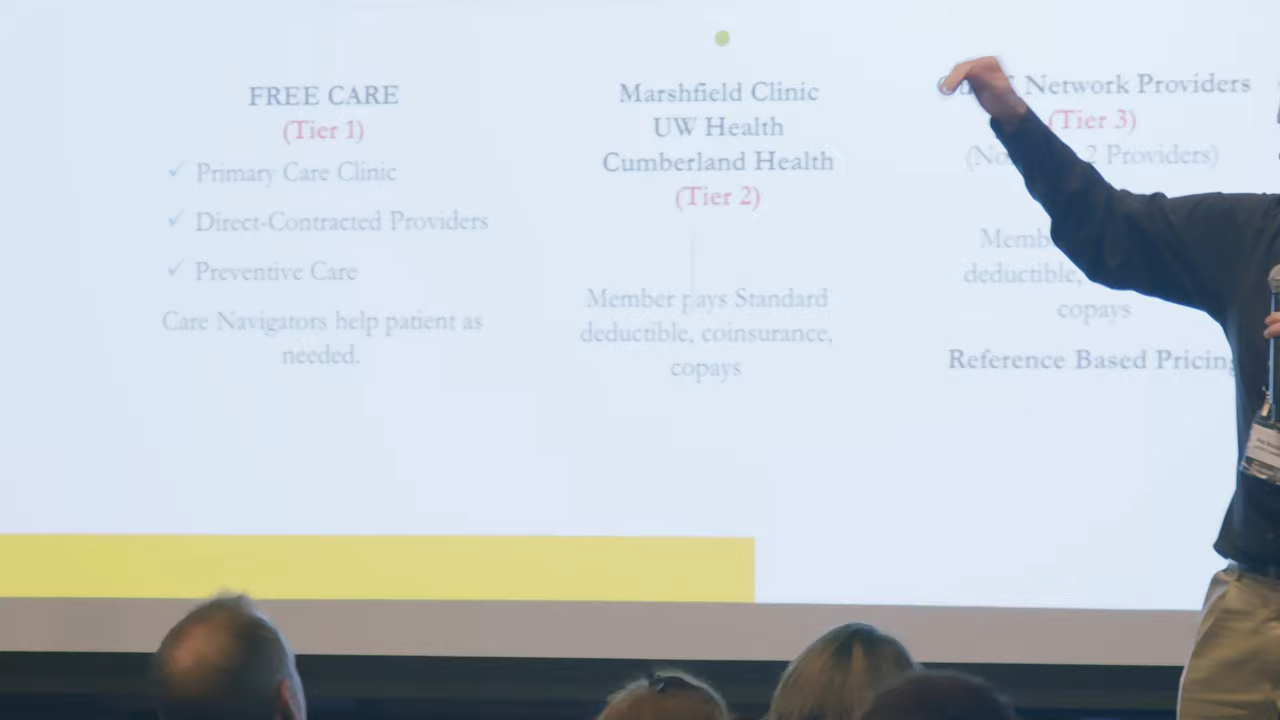 FREE CARE
(Tier 1)
✓ Primary Care Clinic
✓ Direct-Contracted Providers
✓ Preventive Care
Care Navigators help patient as
needed.
Marshfield Clinic
UW Health
Cumberland Health
(Tier 2)
Member pays Standard
deductible, coinsurance,
copays
Network Providers
(Tier 3)
2 Providers)
deductible,
copays
Reference Based Pricing